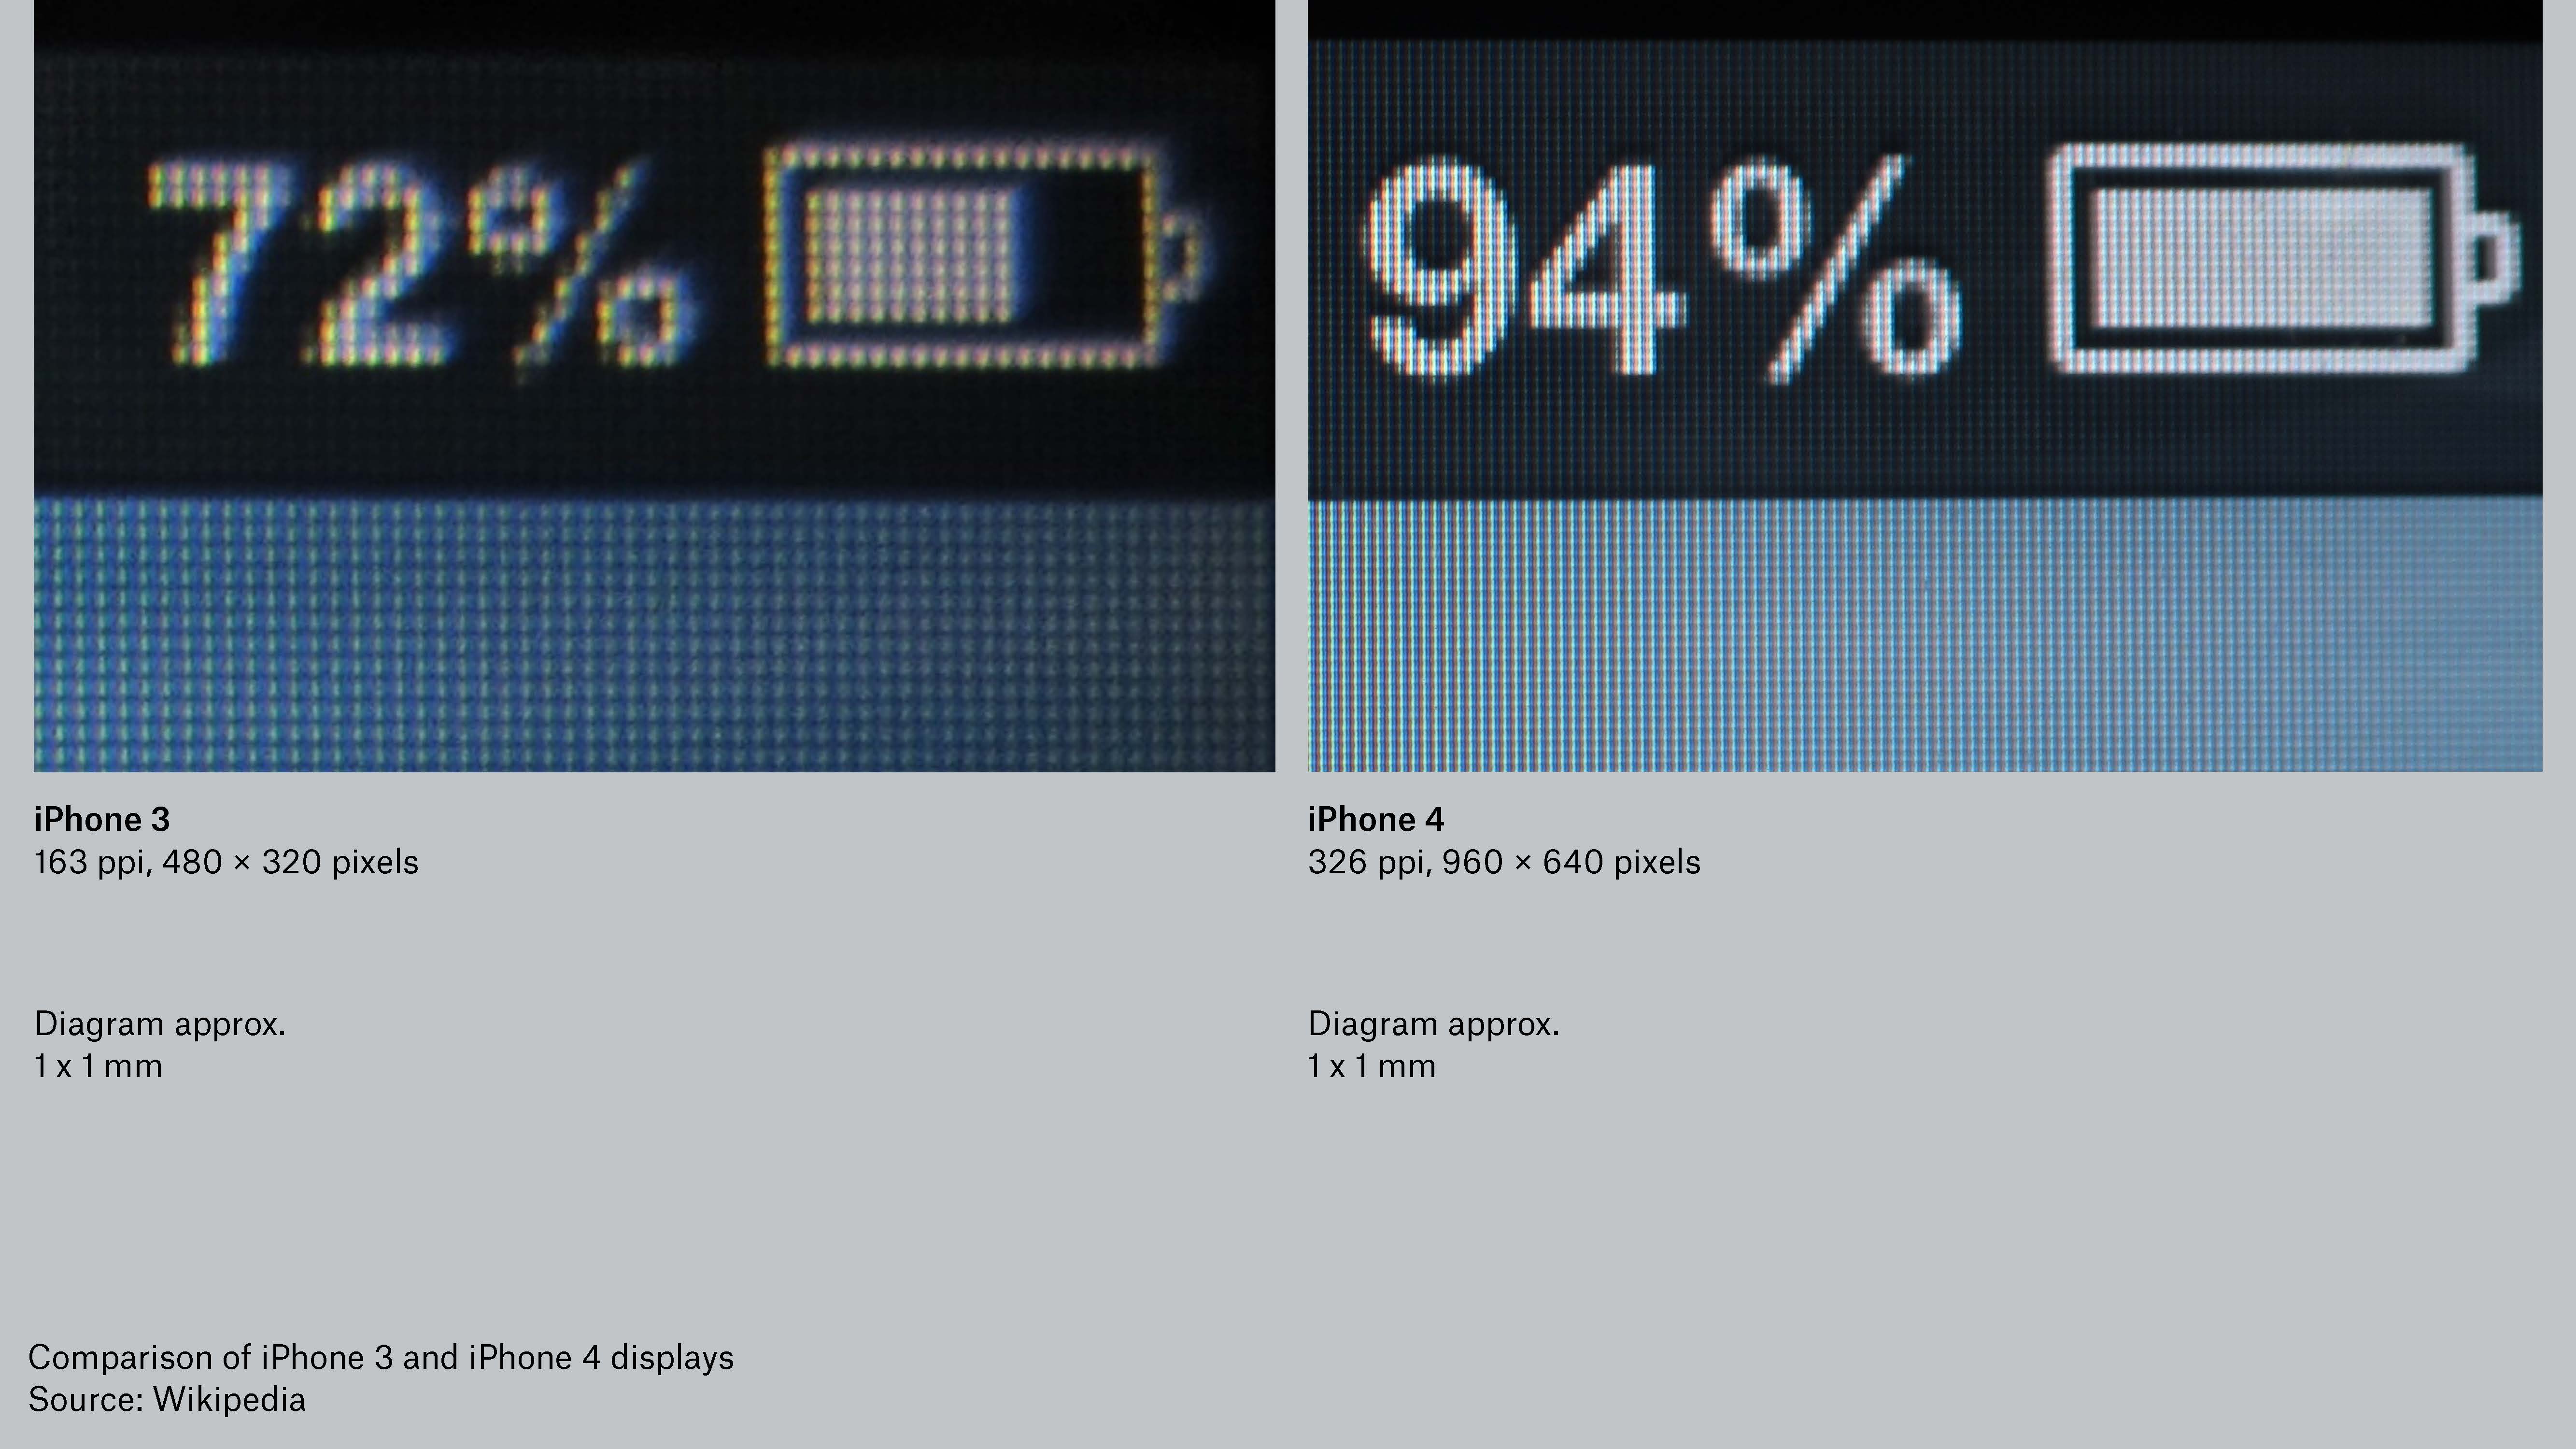 72%
94%
iPhone 3
163 ppi, 480 × 320 pixels
Diagram approx.
1 x 1 mm
iPhone 4
326 ppi, 960 × 640 pixels
Diagram approx.
1 x 1 mm
Comparison of iPhone 3 and iPhone 4 displays
Source: Wikipedia